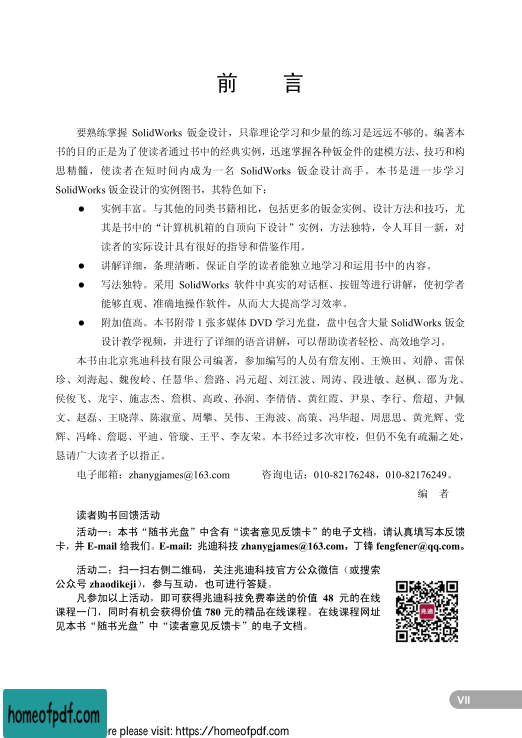 前 言
要熟练掌握 SolidWorks 钣金设计，只靠理论学习和少量的练习是远远不够的。编著本
书的目的正是为了使读者通过书中的经典实例，迅速掌握各种钣金件的建模方法、技巧和构
思精髓，使读者在短时间内成为一名 SolidWorks 钣金设计高手。本书是进一步学习
SolidWorks 钣金设计的实例图书，其特色如下：
● 实例丰富。与其他的同类书籍相比，包括更多的钣金实例、设计方法和技巧，尤
其是书中的“计算机机箱的自顶向下设计”实例，方法独特，令人耳目一新，对
读者的实际设计具有很好的指导和借鉴作用。
● 讲解详细，条理清晰。保证自学的读者能独立地学习和运用书中的内容。
● 写法独特。采用 SolidWorks 软件中真实的对话框、按钮等进行讲解，使初学者
能够直观、准确地操作软件，从而大大提高学习效率。
● 附加值高。本书附带 1 张多媒体 DVD 学习光盘，盘中包含大量 SolidWorks 钣金
设计教学视频，并进行了详细的语音讲解，可以帮助读者轻松、高效地学习。
本书由北京兆迪科技有限公司编著，参加编写的人员有詹友刚、王焕田、刘静、雷保
珍、刘海起、魏俊岭、任慧华、詹路、冯元超、刘江波、周涛、段进敏、赵枫、邵为龙、
侯俊飞、龙宇、施志杰、詹棋、高政、孙润、李倩倩、黄红霞、尹泉、李行、詹超、尹佩
文、赵磊、王晓萍、陈淑童、周攀、吴伟、王海波、高策、冯华超、周思思、黄光辉、党
辉、冯峰、詹聪、平迪、管璇、王平、李友荣。本书经过多次审校，但仍不免有疏漏之处，
恳请广大读者予以指正。
电子邮箱：zhanygjames@163.com 咨询电话：010-82176248，010-82176249。
编 者
读者购书回馈活动
活动一：本书“随书光盘”中含有“读者意见反馈卡”的电子文档，请认真填写本反馈
卡，并 E-mail 给我们。E-mail: 兆迪科技 zhanygjames@163.com，丁锋 fengfener@qq.com。
活动二：扫一扫右侧二维码，关注兆迪科技官方公众微信（或搜索
公众号 zhaodikeji），参与互动，也可进行答疑。
凡参加以上活动，即可获得兆迪科技免费奉送的价值 48 元的在线
课程一门，同时有机会获得价值 780 元的精品在线课程。在线课程网址
见本书“随书光盘”中“读者意见反馈卡”的电子文档。
兆迪
VII
homeofpdf.com
re please visit: https://homeofpdf.com